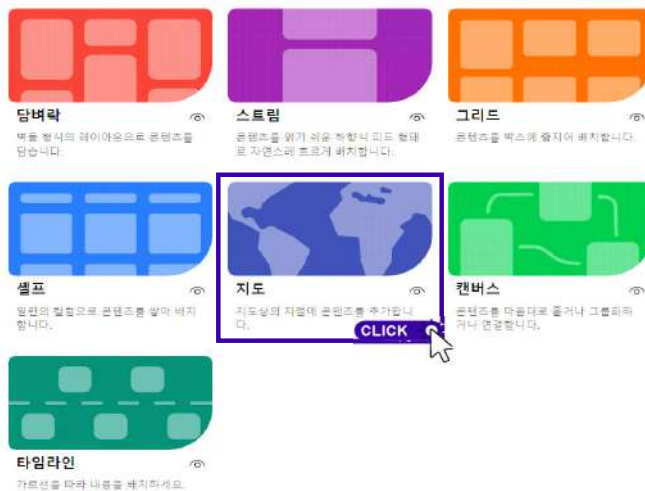 담벼락
벽돌 형식의 레이아웃으로 콘텐츠를
담습니다.
스트림
콘텐츠를 읽기 쉬운 하향식 피드 형태
로 자연스레 흐르게 배치합니다.
그리드
콘텐츠를 박스에 줄지어 배치합니다.
셸프
일련의 컬럼으로 콘텐츠를 쌓아 배치
합니다.
지도
지도상의 지점에 콘텐츠를 추가합니
다.
CLICK
캔버스
콘텐츠를 마음대로 흩거나 그룹화하
거나 연결합니다.
타임라인
가로선을 따라 내용을 배치하세요.